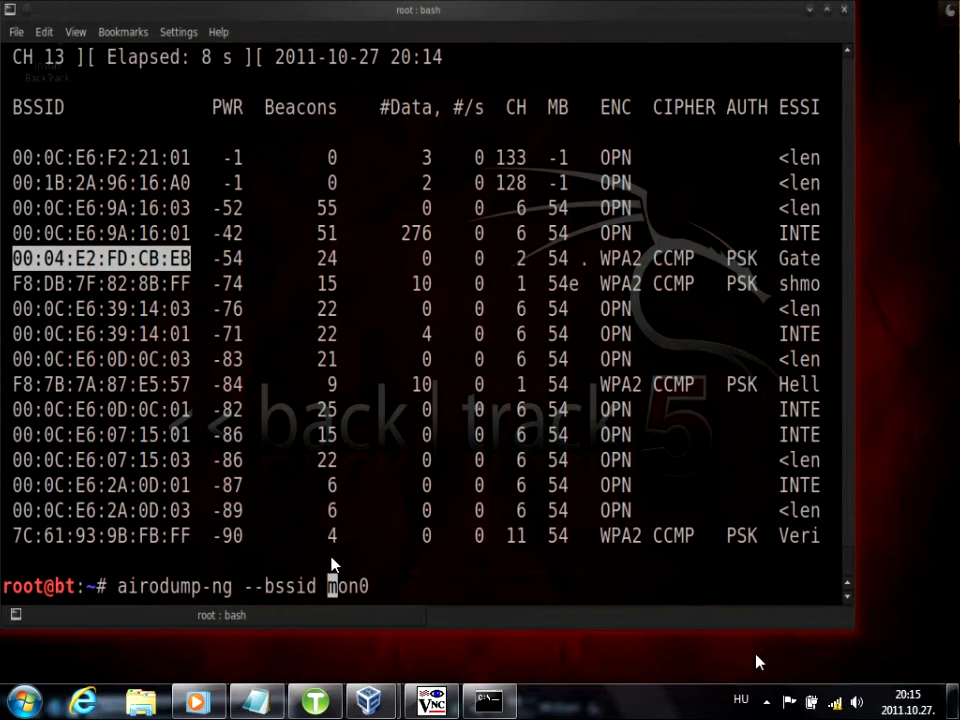 root : bash
File Edit View Bookmarks Settings Help
CH 13 ][ Elapsed: 8 s ][ 2011-10-27 20:14
BackTrack
BSSID PWR Beacons #Data, #/s CH MB ENC CIPHER AUTH ESSI
00:0C:E6:F2:21:01 -1 0 3 0 133 -1 OPN <len
00:1B:2A:96:16:A0 -1 0 2 0 128 -1 OPN <len
00:0C:E6:9A:16:03 -52 55 0 0 6 54 OPN <len
00:0C:E6:9A:16:01 -42 51 276 0 6 54 OPN INTE
00:04:E2:FD:CB:EB -54 24 0 0 2 54 . WPA2 CCMP PSK Gate
F8:DB:7F:82:8B:FF -74 15 10 0 1 54e WPA2 CCMP PSK shmo
00:0C:E6:39:14:03 -76 22 0 0 6 54 OPN <len
00:0C:E6:39:14:01 -71 22 4 0 6 54 OPN INTE
00:0C:E6:0D:0C:03 -83 21 0 0 6 54 OPN <len
F8:7B:7A:87:E5:57 -84 9 10 0 1 54 WPA2 CCMP PSK Hell
00:0C:E6:0D:0C:01 -82 25 0 0 6 54 OPN INTE
<< back | track 5
00:0C:E6:07:15:01 -86 15 0 0 6 54 OPN INTE
00:0C:E6:07:15:03 -86 22 0 0 6 54 OPN <len
00:0C:E6:2A:0D:01 -87 6 0 0 6 54 OPN INTE
00:0C:E6:2A:0D:03 -89 6 0 0 6 54 OPN <len
7C:61:93:9B:FB:FF -90 4 0 0 11 54 WPA2 CCMP PSK Veri
root@bt:~# airodump-ng --bssid mon0
root : bash
VNC
C:\
HU
20:15
2011.10.27.